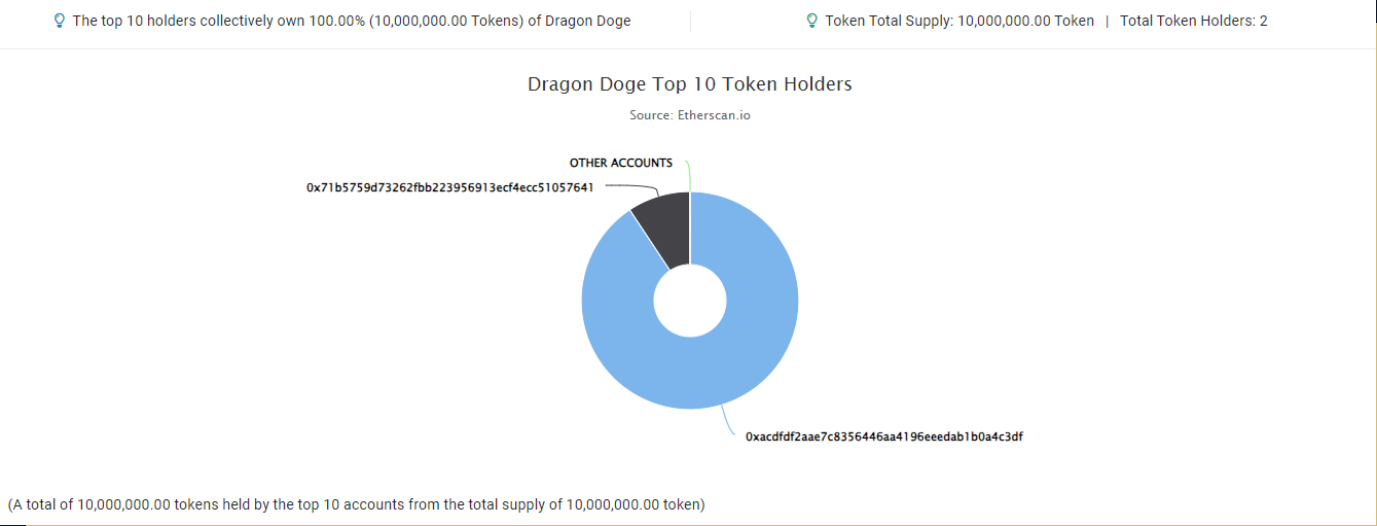 The top 10 holders collectively own 100.00% (10,000,000.00 Tokens) of Dragon Doge
Token Total Supply: 10,000,000.00 Token | Total Token Holders: 2
Dragon Doge Top 10 Token Holders
Source: Etherscan.io
OTHER ACCOUNTS
0x71b5759d73262fbb223956913ecf4ecc51057641
0xacdfdf2aae7c8356446aa4196eeedab1b0a4c3df
(A total of 10,000,000.00 tokens held by the top 10 accounts from the total supply of 10,000,000.00 token)